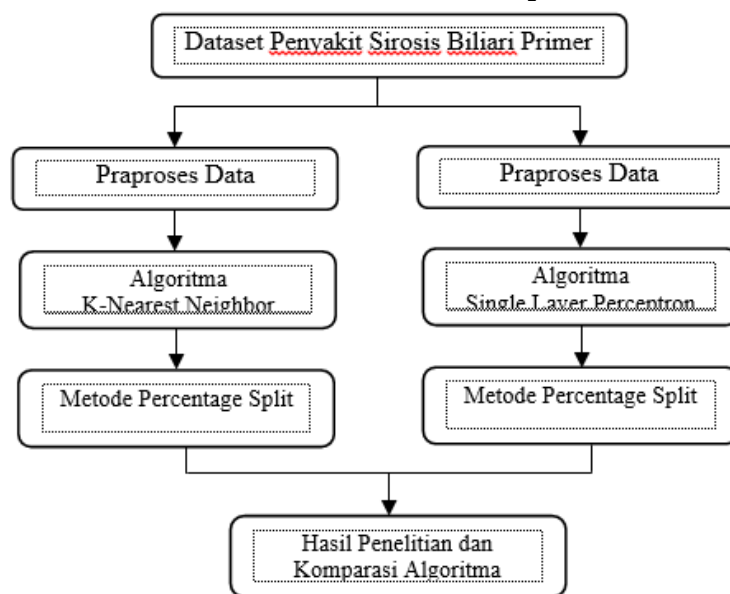 Dataset Penyakit Sirosis Biliari Primer
Praproses Data
Praproses Data
Algoritma
K-Nearest Neighbor
Algoritma
Single Layer Perceptron
Metode Percentage Split
Metode Percentage Split
Hasil Penelitian dan
Komparasi Algoritma